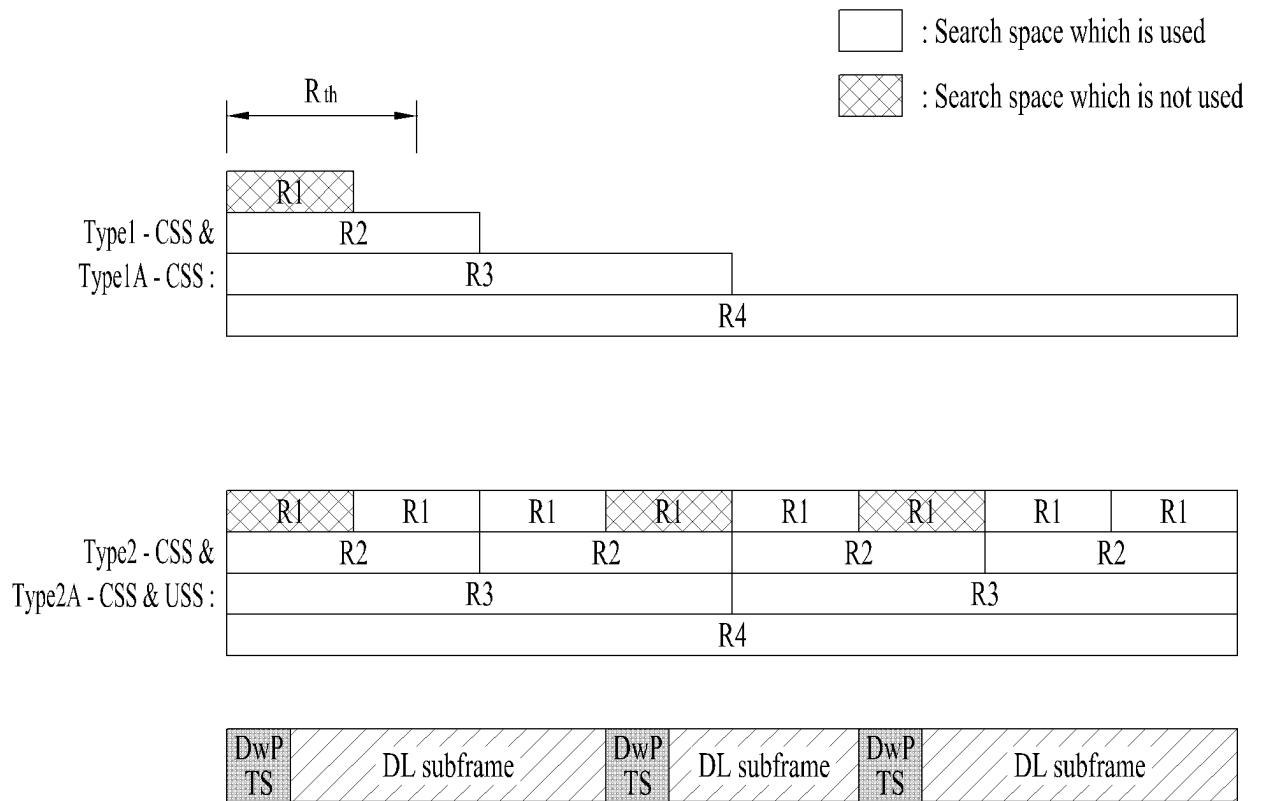 : Search space which is used
: Search space which is not used
Rth
R1
Type1 - CSS &
R2
Type1A - CSS :
R3
R4
R1 R1 R1 R1 R1 R1 R1 R1
Type2 - CSS &
R2 R2 R2 R2
Type2A - CSS & USS :
R3 R3
R4
DwP
TS
DL subframe
DwP
TS
DL subframe
DwP
TS
DL subframe